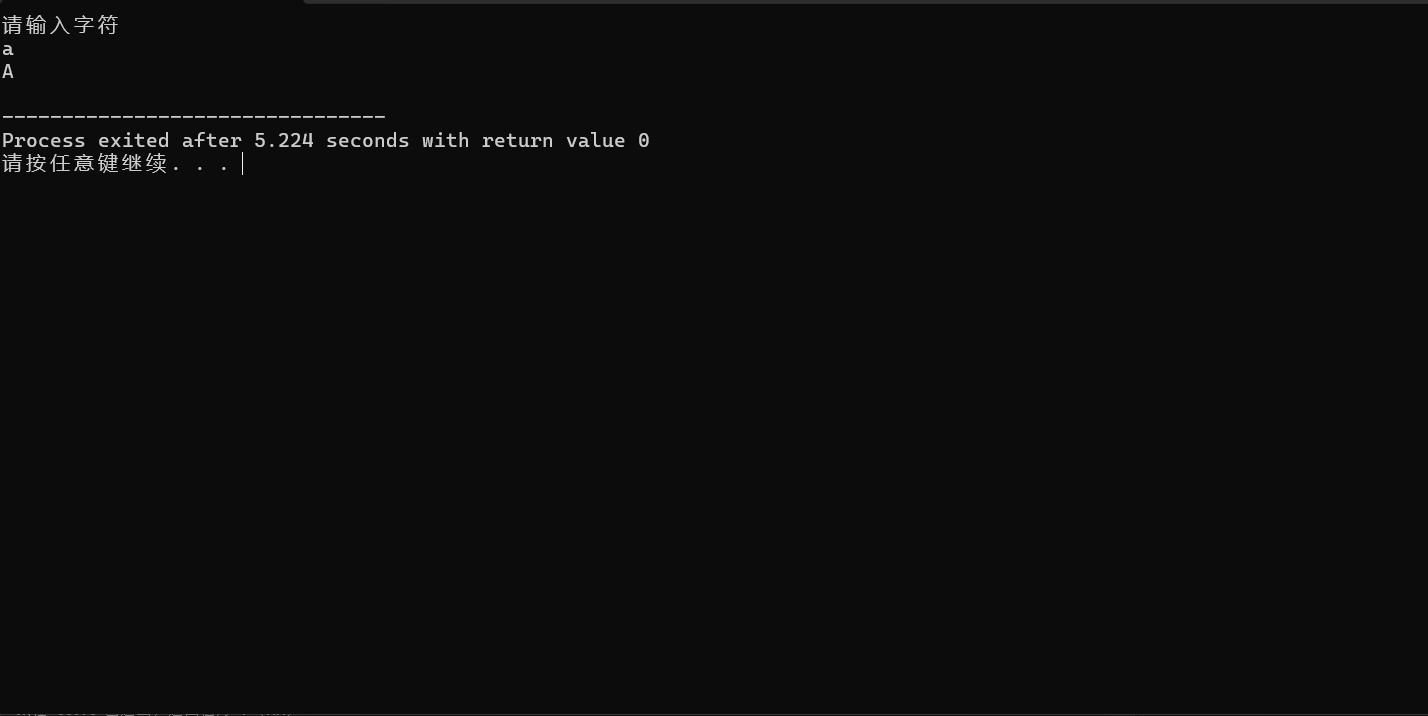 请输入字符
a
A
--------------------------------
Process exited after 5.224 seconds with return value 0
请按任意键继续. . .